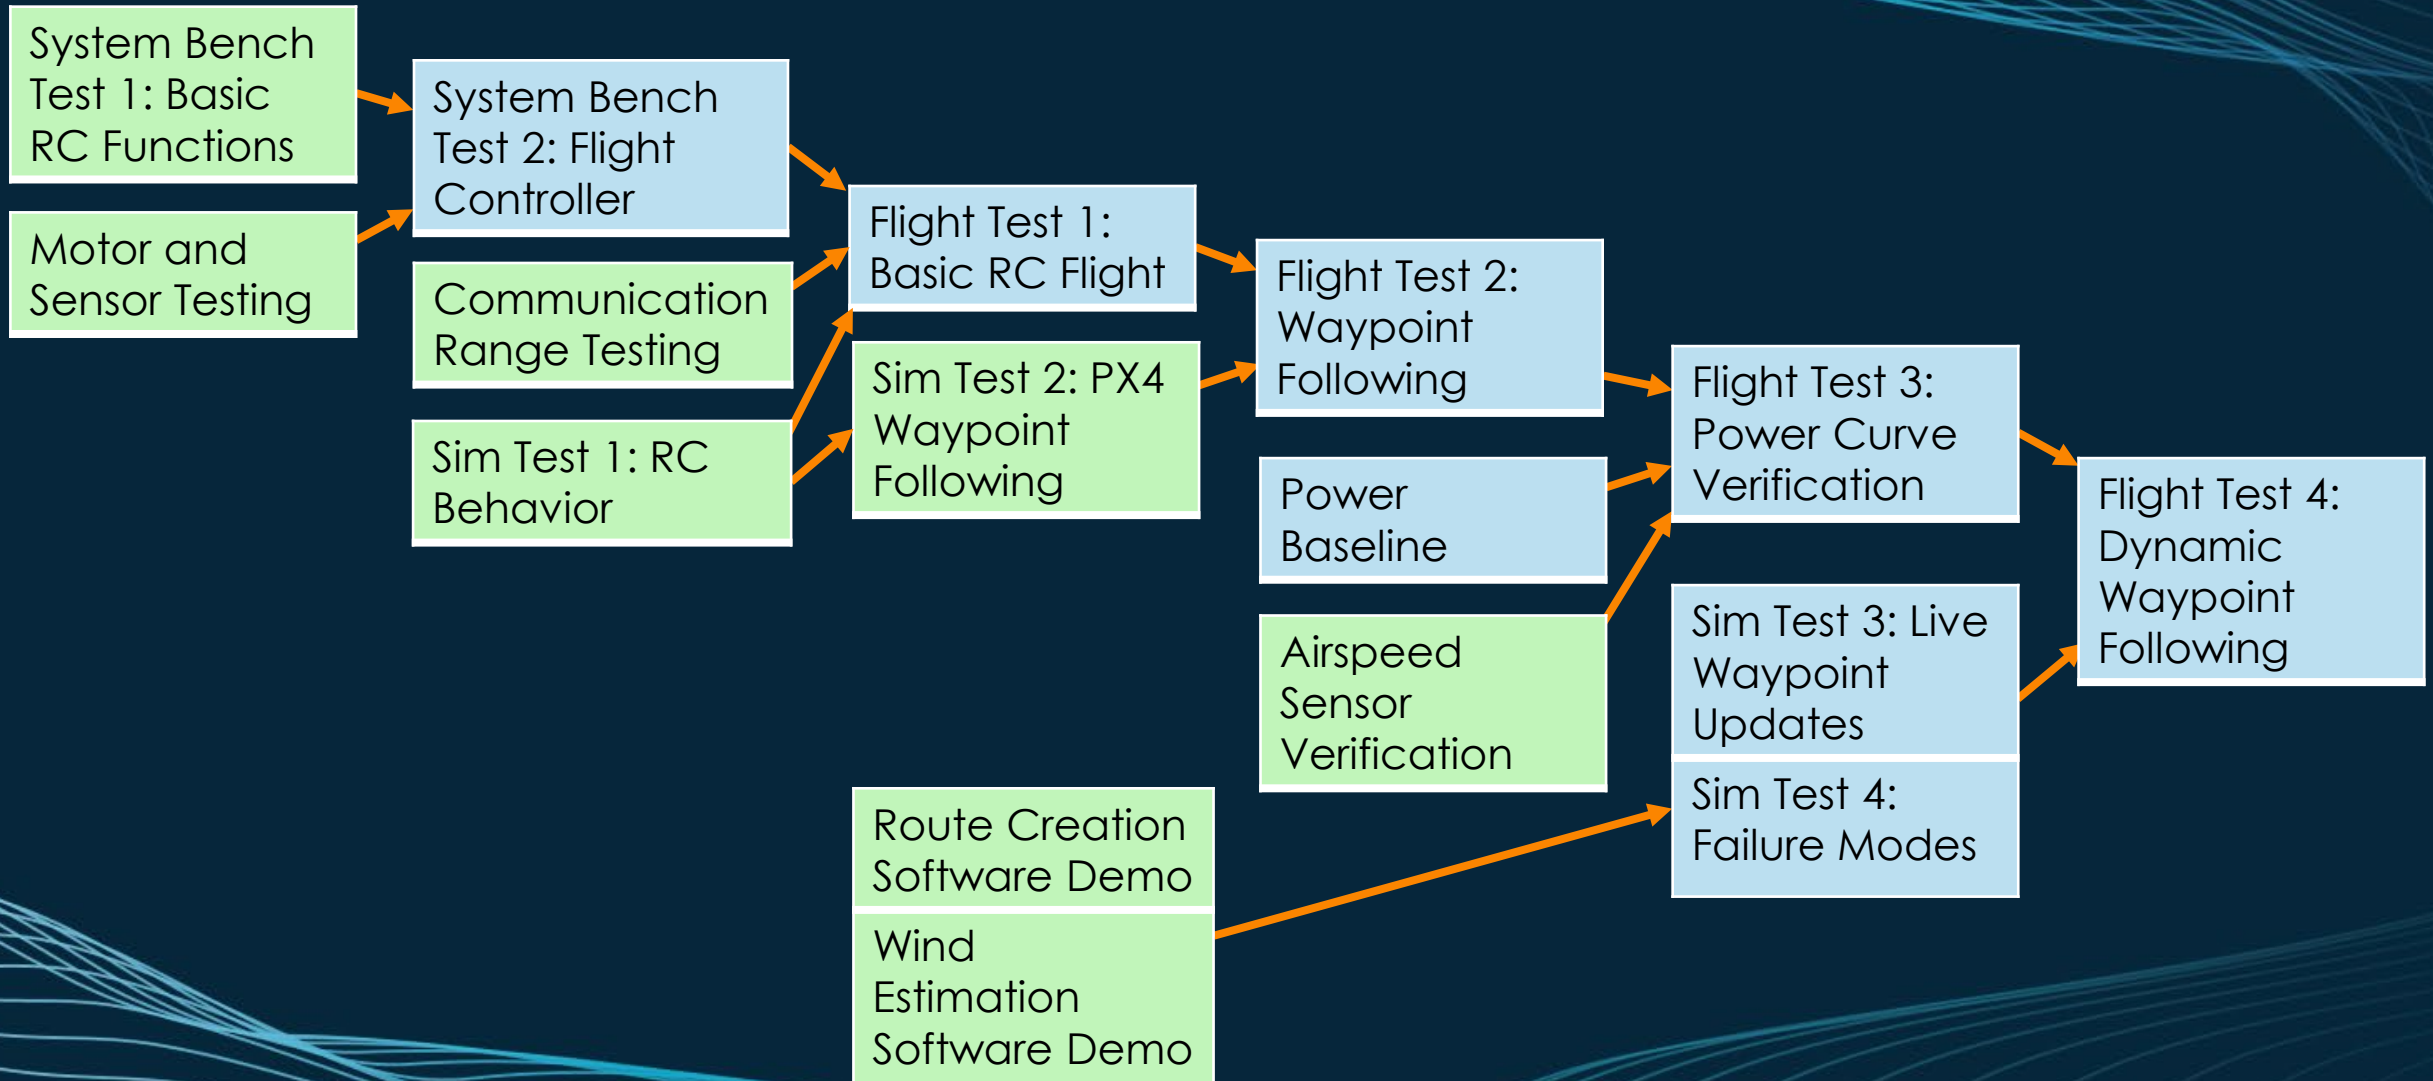 System Bench
Test 1: Basic
RC Functions
Motor and
Sensor Testing
System Bench
Test 2: Flight
Controller
Communication
Range Testing
Sim Test 1: RC
Behavior
Flight Test 1:
Basic RC Flight
Sim Test 2: PX4
Waypoint
Following
Route Creation
Software Demo
Wind
Estimation
Software Demo
Flight Test 2:
Waypoint
Following
Power
Baseline
Airspeed
Sensor
Verification
Flight Test 3:
Power Curve
Verification
Sim Test 3: Live
Waypoint
Updates
Sim Test 4:
Failure Modes
Flight Test 4:
Dynamic
Waypoint
Following